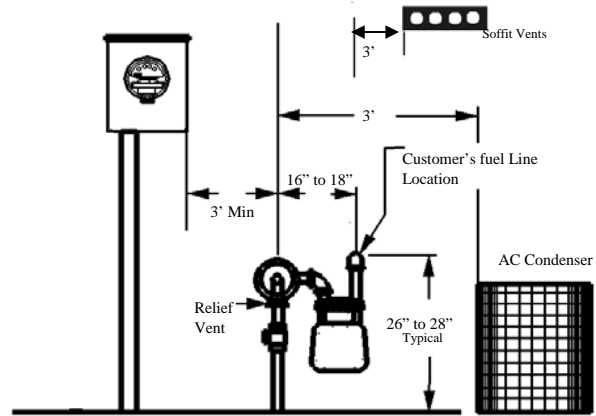 Soffit Vents
3’
3’
Customer’s fuel Line
Location
16” to 18”
3’ Min
AC Condenser
Relief
Vent
26” to 28”
Typical